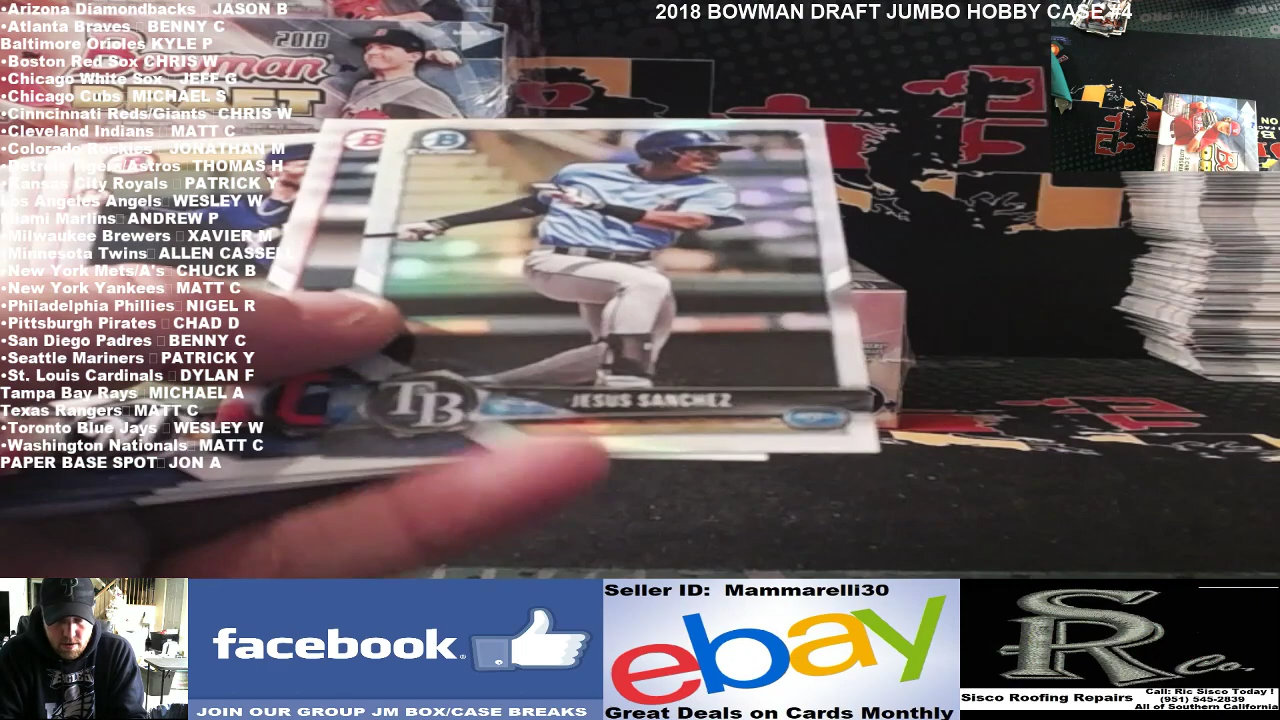 •Arizona Diamondbacks JASON B
•Atlanta Braves BENNY C
Baltimore Orioles KYLE P
•Boston Red Sox CHRIS W
•Chicago White Sox JEFF G
•Chicago Cubs MICHAEL S
•Cinncinnati Reds/Giants CHRIS W
•Cleveland Indians MATT C
•Colorado Rockies JONATHAN M
•Detroit Tigers/Astros THOMAS H
•Kansas City Royals PATRICK Y
Los Angeles Angels WESLEY W
Miami Marlins ANDREW P
•Milwaukee Brewers XAVIER M
•Minnesota Twins ALLEN CASSELL
•New York Mets/A's CHUCK B
•New York Yankees MATT C
•Philadelphia Phillies NIGEL R
•Pittsburgh Pirates CHAD D
•San Diego Padres BENNY C
•Seattle Mariners PATRICK Y
•St. Louis Cardinals DYLAN F
Tampa Bay Rays MICHAEL A
Texas Rangers MATT C
•Toronto Blue Jays WESLEY W
•Washington Nationals MATT C
PAPER BASE SPOT JON A
2018 BOWMAN DRAFT JUMBO HOBBY CASE #4
2018
Bowman
DRAFT
B
B
TB
JESUS SANCHEZ
facebook
JOIN OUR GROUP JM BOX/CASE BREAKS
Seller ID: Mammarelli30
ebay
Great Deals on Cards Monthly
SR Co.
Sisco Roofing Repairs
Call: Ric Sisco Today !
(951) 545-2839
All of Southern California